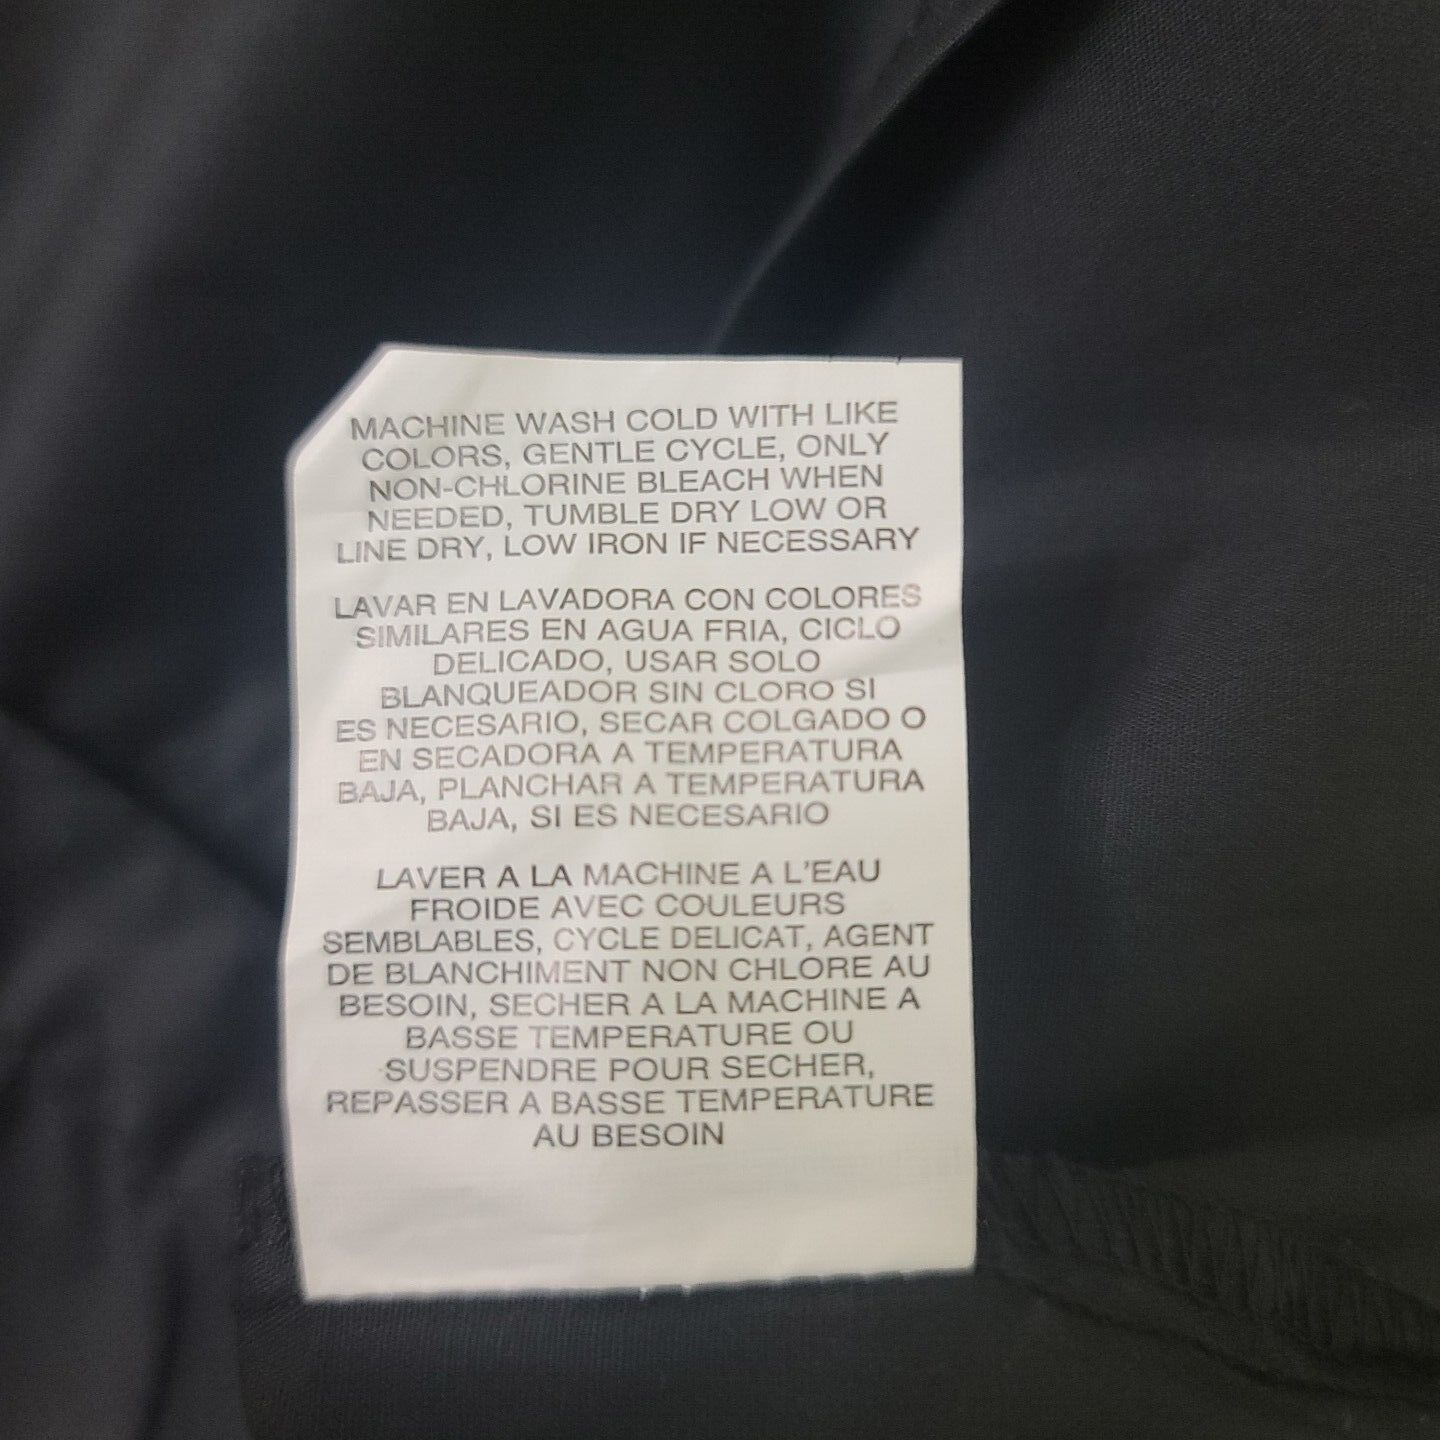 MACHINE WASH COLD WITH LIKE
COLORS, GENTLE CYCLE, ONLY
NON-CHLORINE BLEACH WHEN
NEEDED, TUMBLE DRY LOW OR
LINE DRY, LOW IRON IF NECESSARY
LAVAR EN LAVADORA CON COLORES
SIMILARES EN AGUA FRIA, CICLO
DELICADO, USAR SOLO
BLANQUEADOR SIN CLORO SI
ES NECESARIO, SECAR COLGADO O
EN SECADORA A TEMPERATURA
BAJA, PLANCHAR A TEMPERATURA
BAJA, SI ES NECESARIO
LAVER A LA MACHINE A L'EAU
FROIDE AVEC COULEURS
SEMBLABLES, CYCLE DELICAT, AGENT
DE BLANCHIMENT NON CHLORE AU
BESOIN, SECHER A LA MACHINE A
BASSE TEMPERATURE OU
SUSPENDRE POUR SECHER,
REPASSER A BASSE TEMPERATURE
AU BESOIN